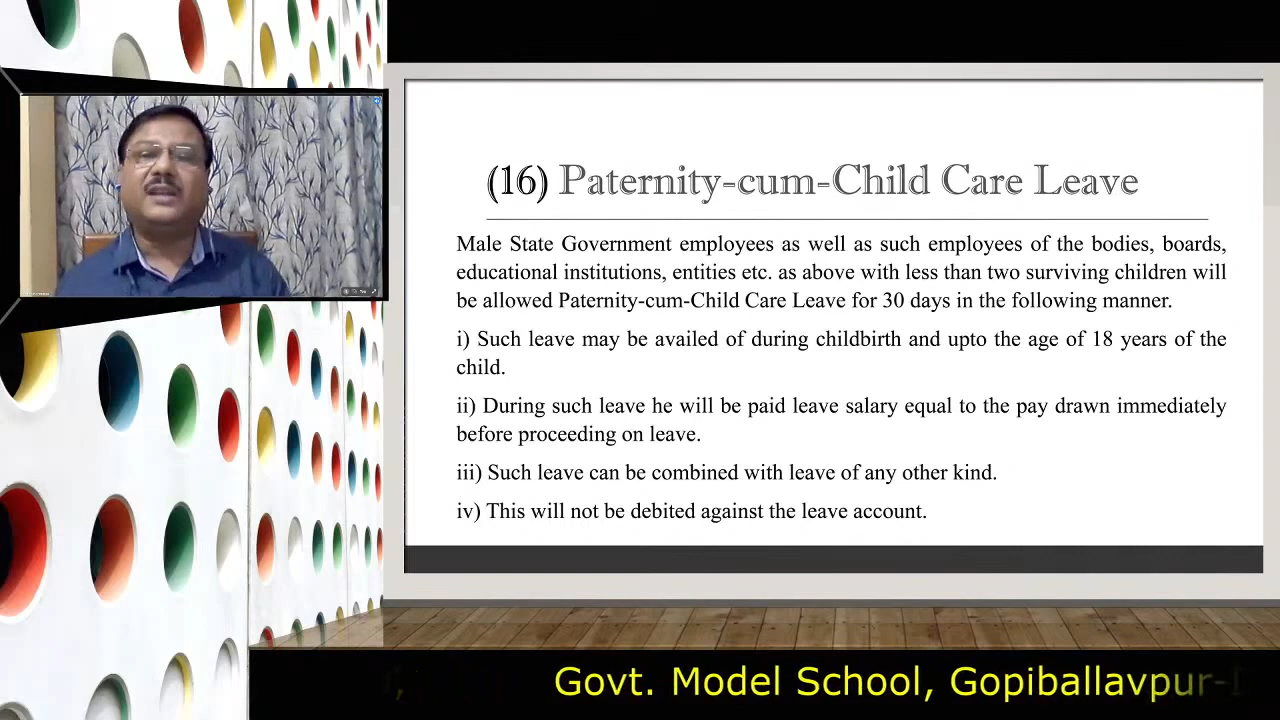 (16) Paternity-cum-Child Care Leave
Male State Government employees as well as such employees of the bodies, boards,
educational institutions, entities etc. as above with less than two surviving children will
be allowed Paternity-cum-Child Care Leave for 30 days in the following manner.
i) Such leave may be availed of during childbirth and upto the age of 18 years of the
child.
ii) During such leave he will be paid leave salary equal to the pay drawn immediately
before proceeding on leave.
iii) Such leave can be combined with leave of any other kind.
iv) This will not be debited against the leave account.
Govt. Model School, Gopiballavpur-